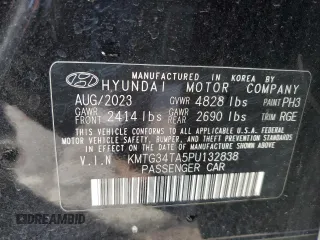 MANUFACTURED IN KOREA BY
HYUNDAI MOTOR COMPANY
AUG/2023 GVWR 4828 lbs PAINT PH3
GAWR FRONT 2414 lbs GAWR REAR 2690 lbs TRIM RGE
THIS VEHICLE CONFORMS TO ALL APPLICABLE FEDERAL
MOTOR VEHICLE SAFETY, BUMPER, AND THEFT
PREVENTION STANDARDS IN EFFECT ON THE DATE OF
MANUFACTURE SHOWN ABOVE.
V.I.N KMTG34TA5PU132838
PASSENGER CAR
IDEAMBID